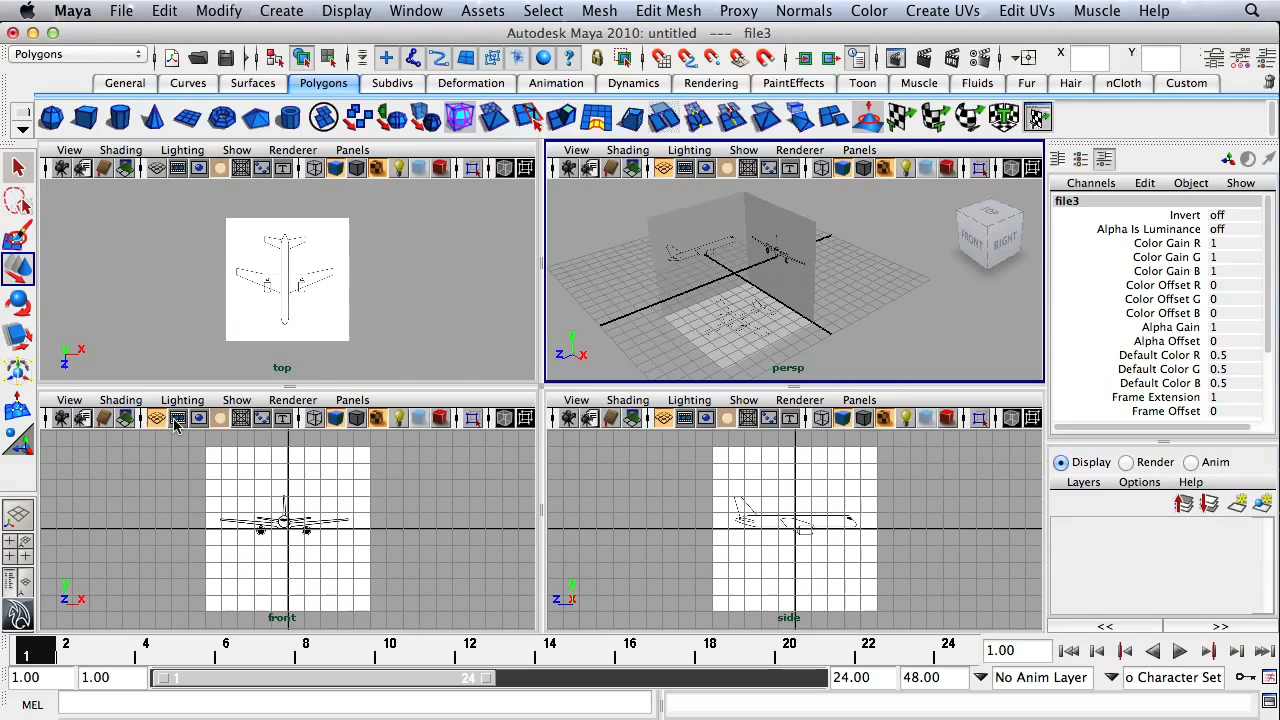 Maya File Edit Modify Create Display Window Assets Select Mesh Edit Mesh Proxy Normals Color Create UVs Edit UVs Muscle Help
Autodesk Maya 2010: untitled --- file3
Polygons X Y
General Curves Surfaces Polygons Subdivs Deformation Animation Dynamics Rendering PaintEffects Toon Muscle Fluids Fur Hair nCloth Custom
View Shading Lighting Show Renderer Panels
View Shading Lighting Show Renderer Panels
Channels Edit Object Show
file3
Invert off
Alpha Is Luminance off
Color Gain R 1
Color Gain G 1
Color Gain B 1
Color Offset R 0
Color Offset G 0
Color Offset B 0
Alpha Gain 1
Alpha Offset 0
Default Color R 0.5
Default Color G 0.5
Default Color B 0.5
Frame Extension 1
Frame Offset 0
TOP
FRONT RIGHT
y x z
top
y z x
persp
View Shading Lighting Show Renderer Panels
View Shading Lighting Show Renderer Panels
y z x
front
y z x
side
Display Render Anim
Layers Options Help
<< >>
1 2 4 6 8 10 12 14 16 18 20 22 24 1.00
1.00 1.00 1 24 24.00 48.00 No Anim Layer o Character Set
MEL